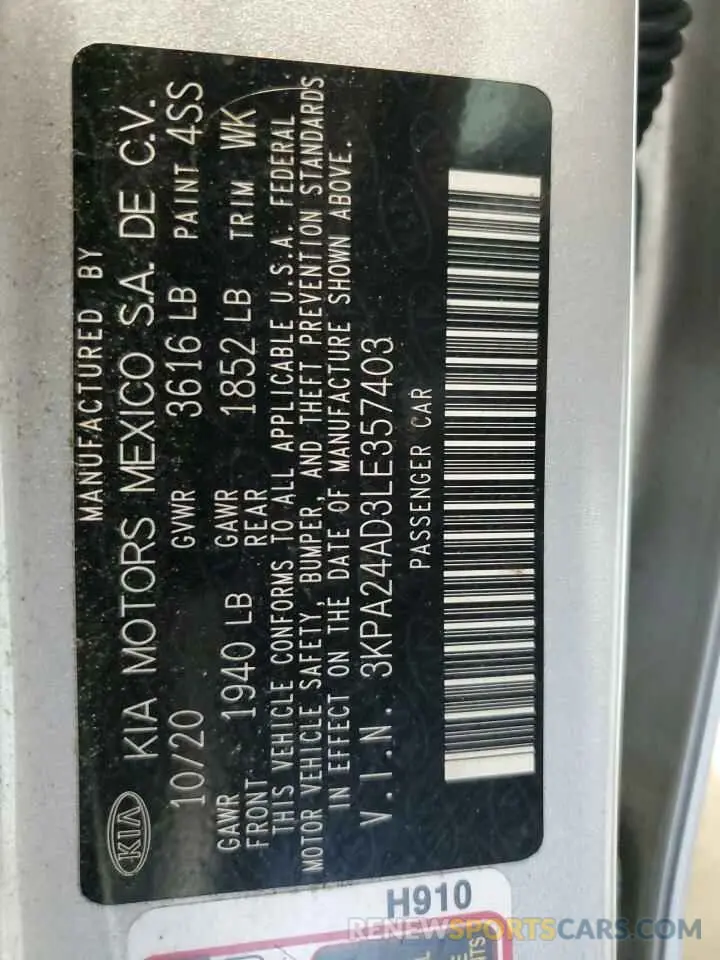 MANUFACTURED BY
KIA KIA MOTORS MEXICO S.A. DE C.V.
10/20 GVWR 3616 LB PAINT 4SS
GAWR FRONT 1940 LB GAWR REAR 1852 LB TRIM WK
THIS VEHICLE CONFORMS TO ALL APPLICABLE U.S.A. FEDERAL
MOTOR VEHICLE SAFETY, BUMPER, AND THEFT PREVENTION STANDARDS
IN EFFECT ON THE DATE OF MANUFACTURE SHOWN ABOVE.
V.I.N. 3KPA24AD3LE357403
PASSENGER CAR
H910
RENEWSPORTSCARS.COM